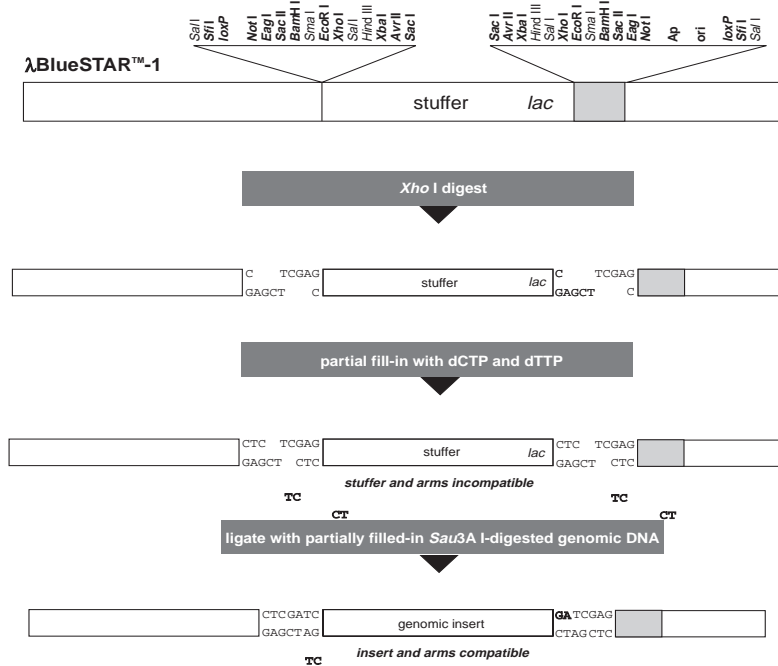 Sal I Sfi I loxP Not I Eag I Sac II BamH I Sma I EcoR I Xho I Sal I Hind III Xba I Avr II Sac I
Sac I Avr II Xba I Hind III Sal I Xho I EcoR I Sma I BamH I Sac II Eag I Not I Ap ori loxP Sfi I Sal I
λBlueSTAR™-1
stuffer lac
Xho I digest
C TCGAG C TCGAG
stuffer lac
GAGCT C GAGCT C
partial fill-in with dCTP and dTTP
CTC TCGAG CTC TCGAG
stuffer lac
GAGCT CTC GAGCT CTC
stuffer and arms incompatible
TC TC
CT CT
ligate with partially filled-in Sau3A I-digested genomic DNA
CTCGATC GATCGAG
genomic insert
GAGCTAG CTAGCTC
insert and arms compatible
TC